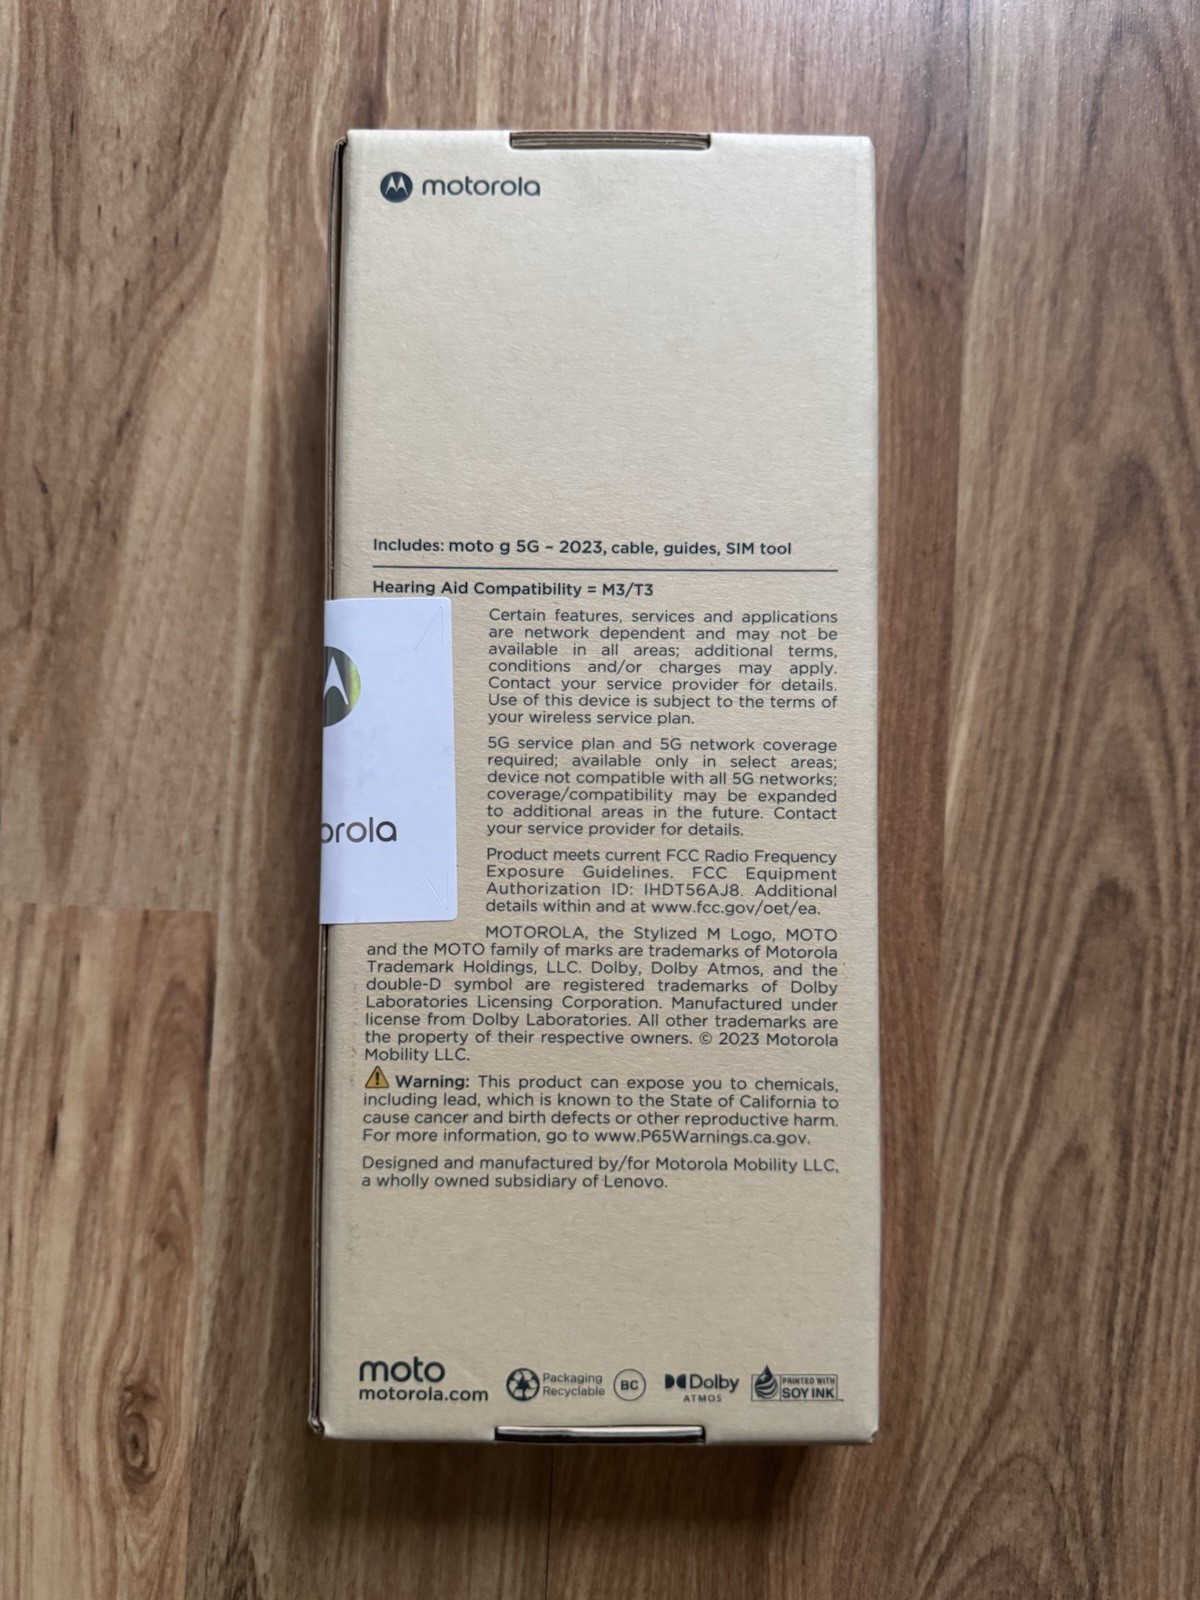 motorola
Includes: moto g 5G – 2023, cable, guides, SIM tool
Hearing Aid Compatibility = M3/T3
Certain features, services and applications
are network dependent and may not be
available in all areas; additional terms,
conditions and/or charges may apply.
Contact your service provider for details.
Use of this device is subject to the terms of
your wireless service plan.
5G service plan and 5G network coverage
required; available only in select areas;
device not compatible with all 5G networks;
coverage/compatibility may be expanded
to additional areas in the future. Contact
your service provider for details.
orola
Product meets current FCC Radio Frequency
Exposure Guidelines. FCC Equipment
Authorization ID: IHDT56AJ8. Additional
details within and at www.fcc.gov/oet/ea.
MOTOROLA, the Stylized M Logo, MOTO
and the MOTO family of marks are trademarks of Motorola
Trademark Holdings, LLC. Dolby, Dolby Atmos, and the
double-D symbol are registered trademarks of Dolby
Laboratories Licensing Corporation. Manufactured under
license from Dolby Laboratories. All other trademarks are
the property of their respective owners. © 2023 Motorola
Mobility LLC.
Warning: This product can expose you to chemicals,
including lead, which is known to the State of California to
cause cancer and birth defects or other reproductive harm.
For more information, go to www.P65Warnings.ca.gov.
Designed and manufactured by/for Motorola Mobility LLC,
a wholly owned subsidiary of Lenovo.
moto
motorola.com
Packaging
Recyclable
BC
Dolby
ATMOS
PRINTED WITH
SOY INK